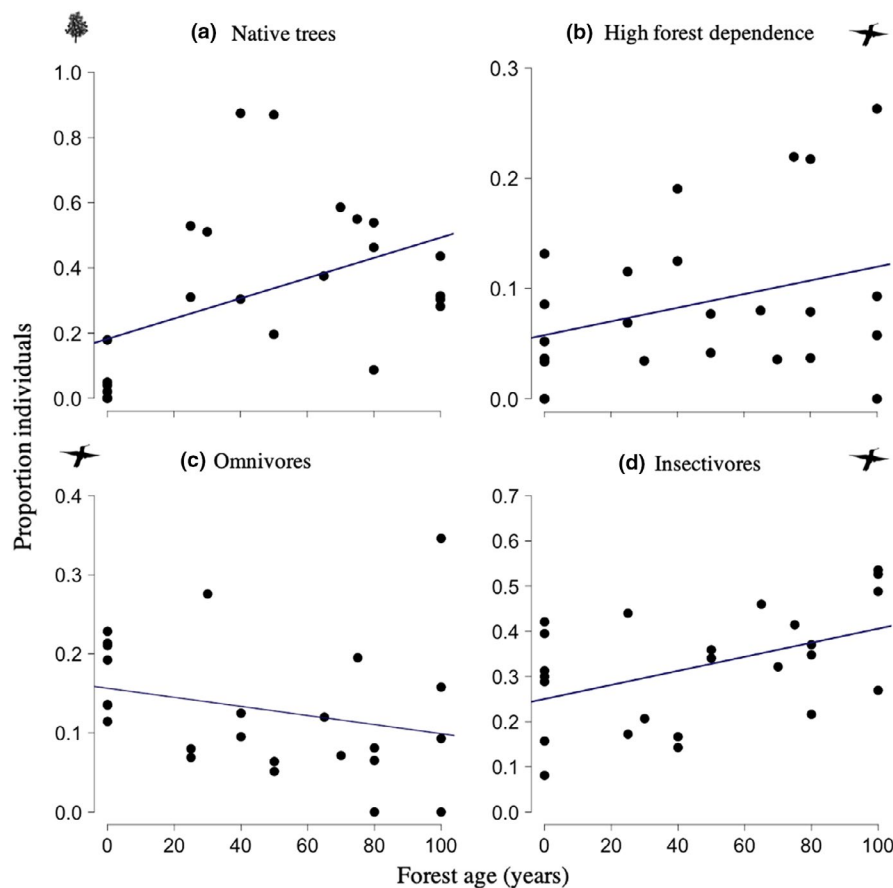 (a) Native trees
(b) High forest dependence
1.0
0.8
0.6
0.4
0.2
0.0
0.3
0.2
0.1
0.0
(c) Omnivores
(d) Insectivores
0.4
0.3
0.2
0.1
0.0
0 20 40 60 80 100
0.7
0.6
0.5
0.4
0.3
0.2
0.1
0.0
0 20 40 60 80 100
Proportion individuals
Forest age (years)